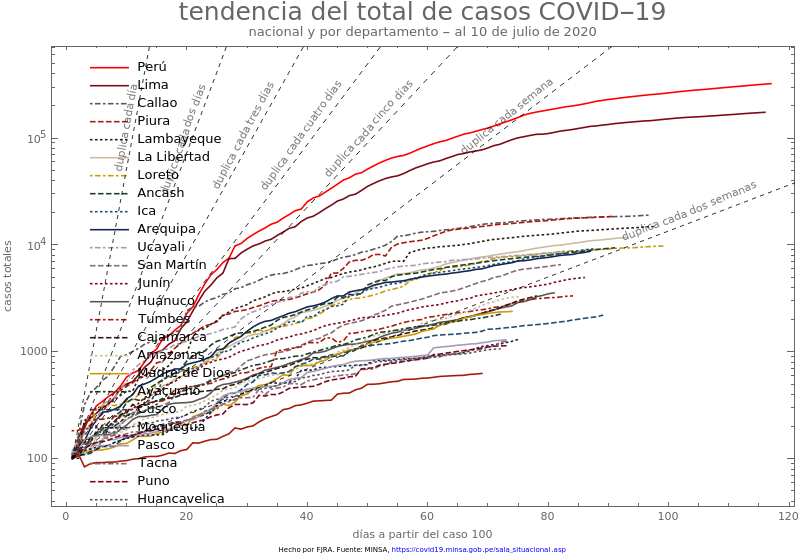 tendencia del total de casos COVID−19
nacional y por departamento − al 10 de julio de 2020
Perú
Lima
Callao
Piura
Lambayeque
La Libertad
Loreto
Ancash
Ica
Arequipa
Ucayali
San Martín
Junín
Huánuco
Tumbes
Cajamarca
Amazonas
Madre de Dios
Ayacucho
Cusco
Moquegua
Pasco
Tacna
Puno
Huancavelica
duplica cada día
duplica cada dos días
duplica cada tres días
duplica cada cuatro días
duplica cada cinco días
duplica cada semana
duplica cada dos semanas
casos totales
10^5
10^4
1000
100
0 20 40 60 80 100 120
días a partir del caso 100
Hecho por FJRA. Fuente: MINSA, https://covid19.minsa.gob.pe/sala_situacional.asp